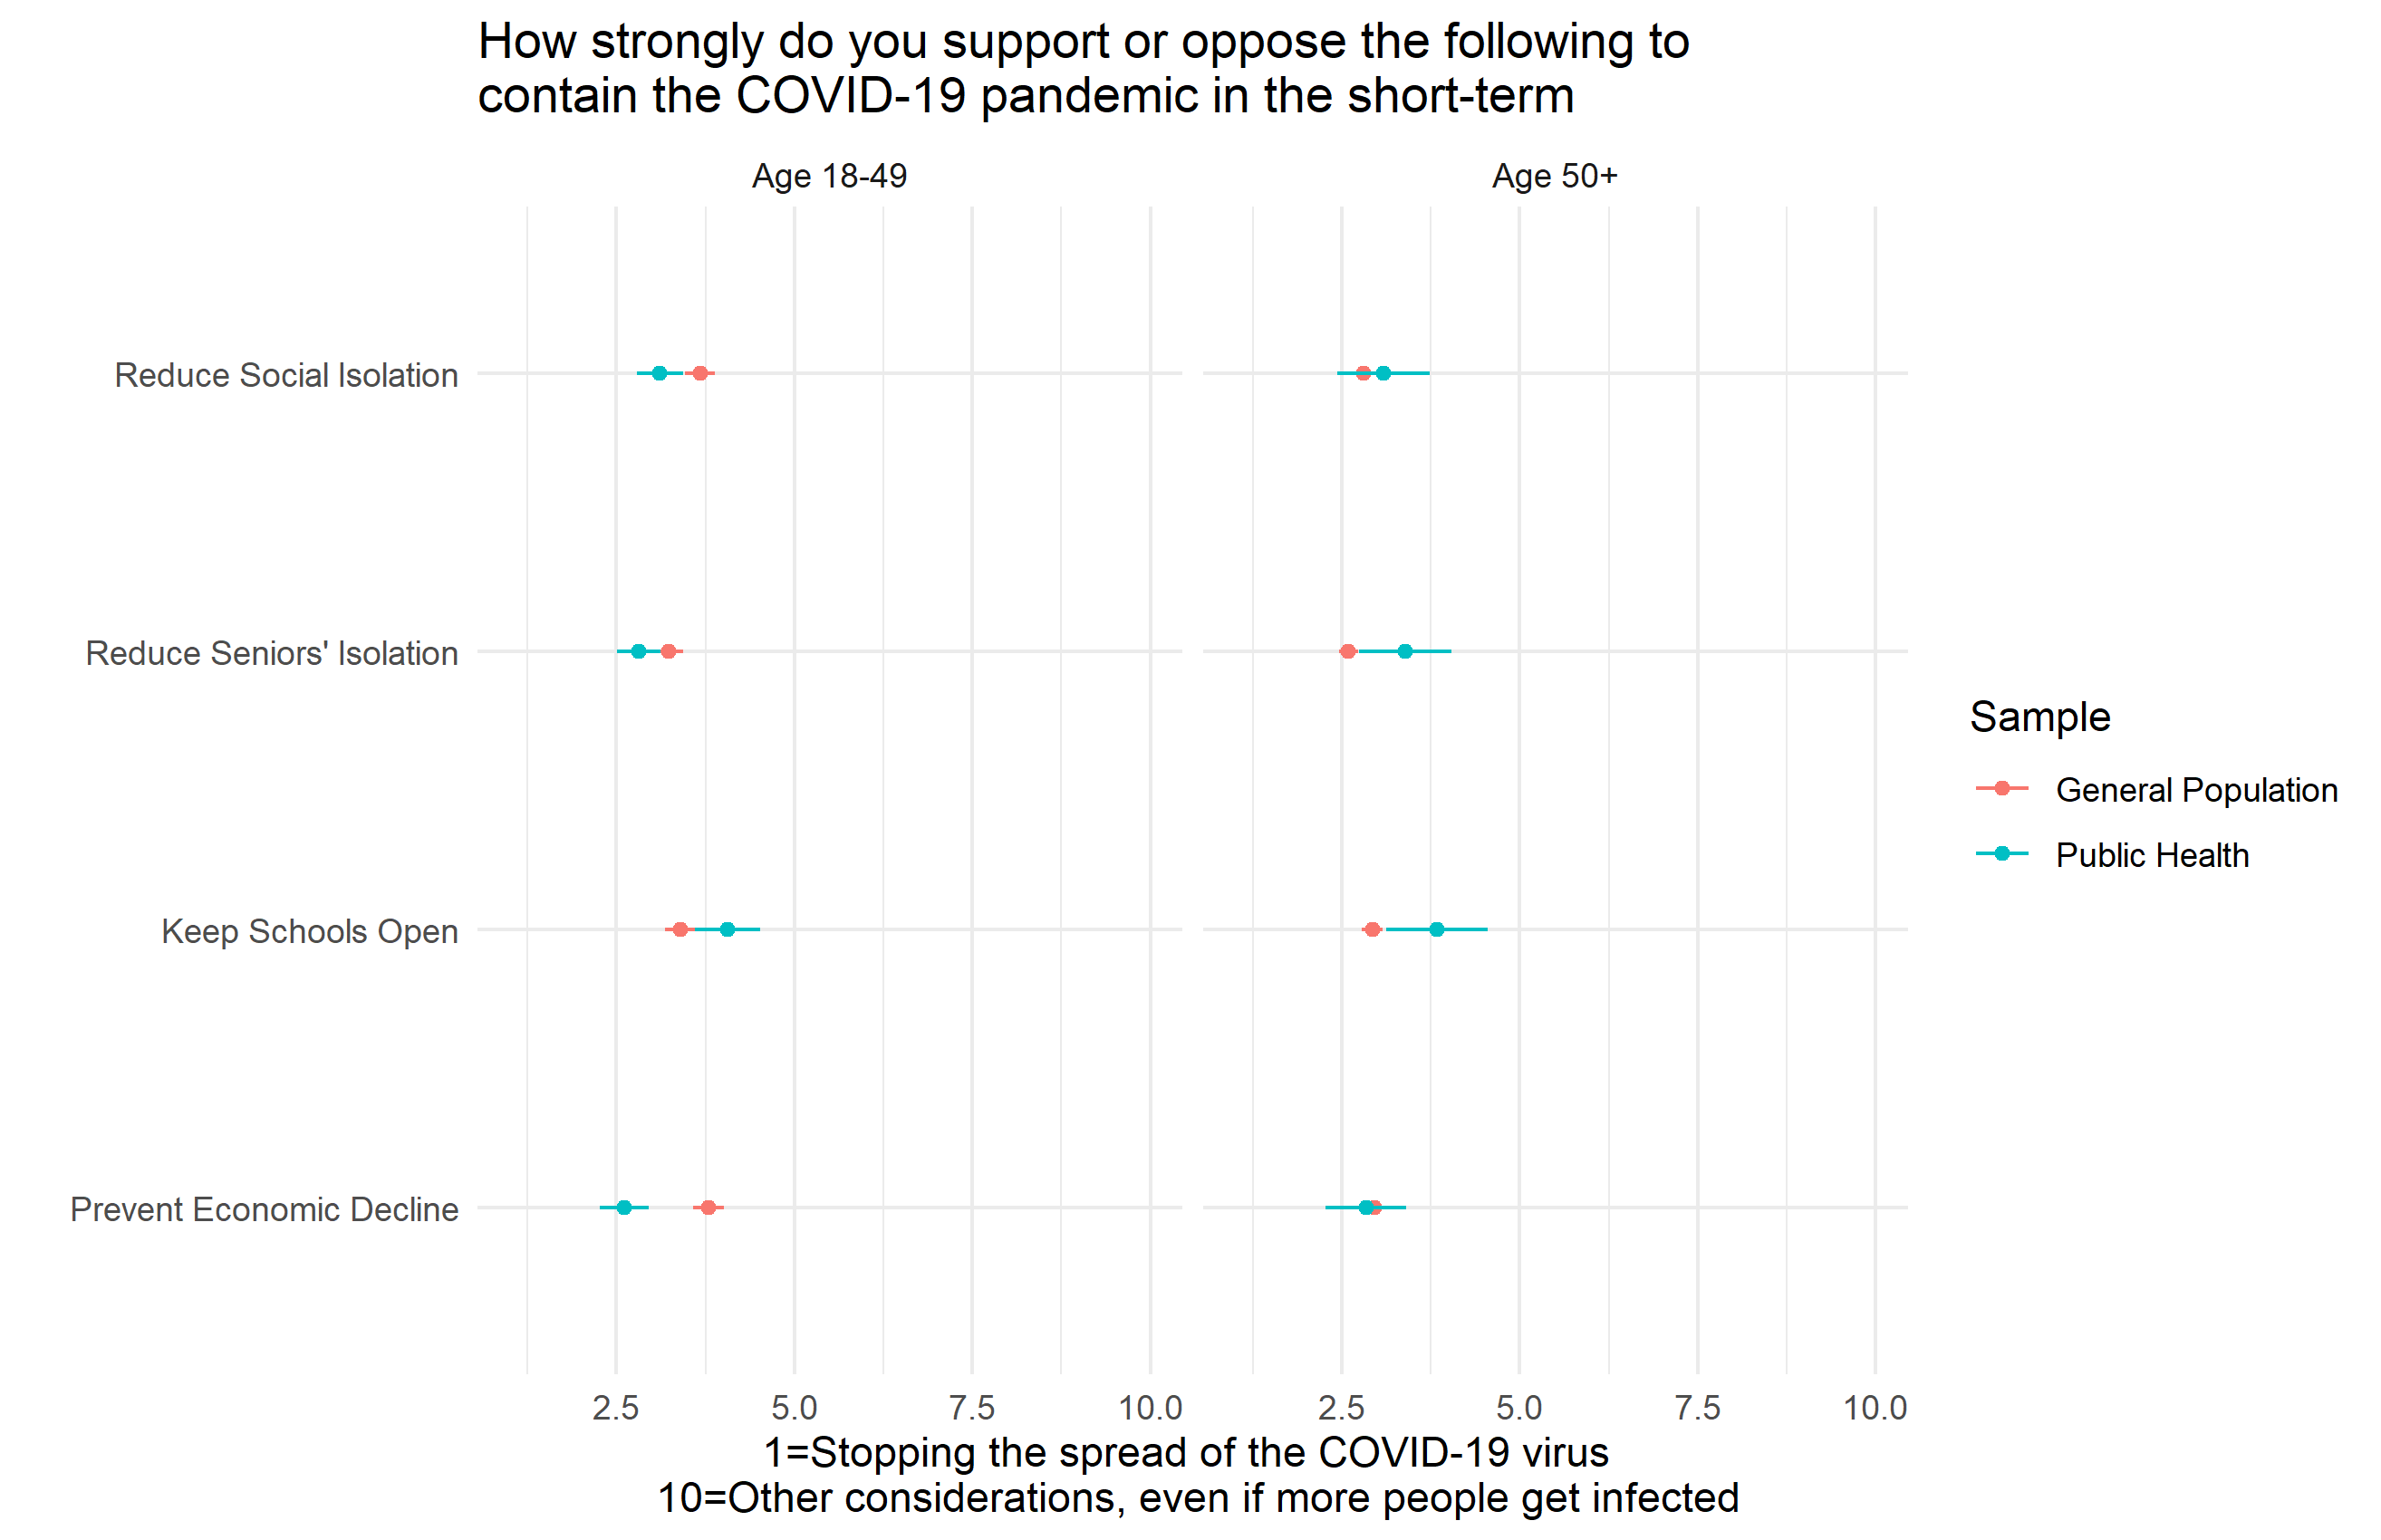 How strongly do you support or oppose the following to
contain the COVID-19 pandemic in the short-term
Age 18-49
Age 50+
Reduce Social Isolation
Reduce Seniors' Isolation
Keep Schools Open
Prevent Economic Decline
2.5
5.0
7.5
10.0
2.5
5.0
7.5
10.0
1=Stopping the spread of the COVID-19 virus
10=Other considerations, even if more people get infected
Sample
General Population
Public Health